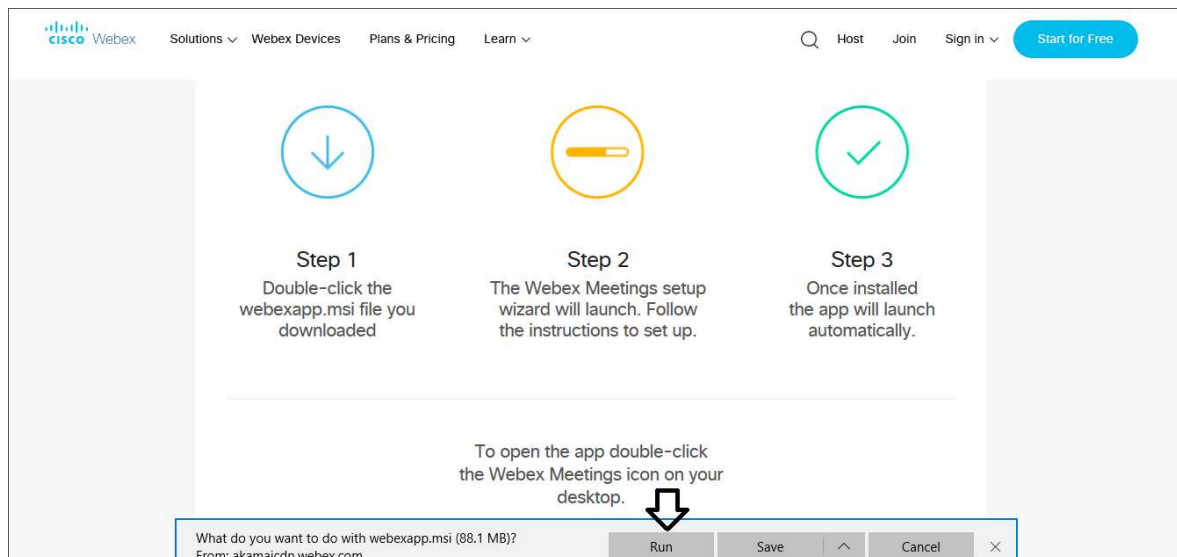 CISCO Webex Solutions Webex Devices Plans & Pricing Learn Host Join Sign in Start for Free
Step 1
Double-click the
webexapp.msi file you
downloaded
Step 2
The Webex Meetings setup
wizard will launch. Follow
the instructions to set up.
Step 3
Once installed
the app will launch
automatically.
To open the app double-click
the Webex Meetings icon on your
desktop.
What do you want to do with webexapp.msi (88.1 MB)?
From: akamaicdn.webex.com
Run Save Cancel